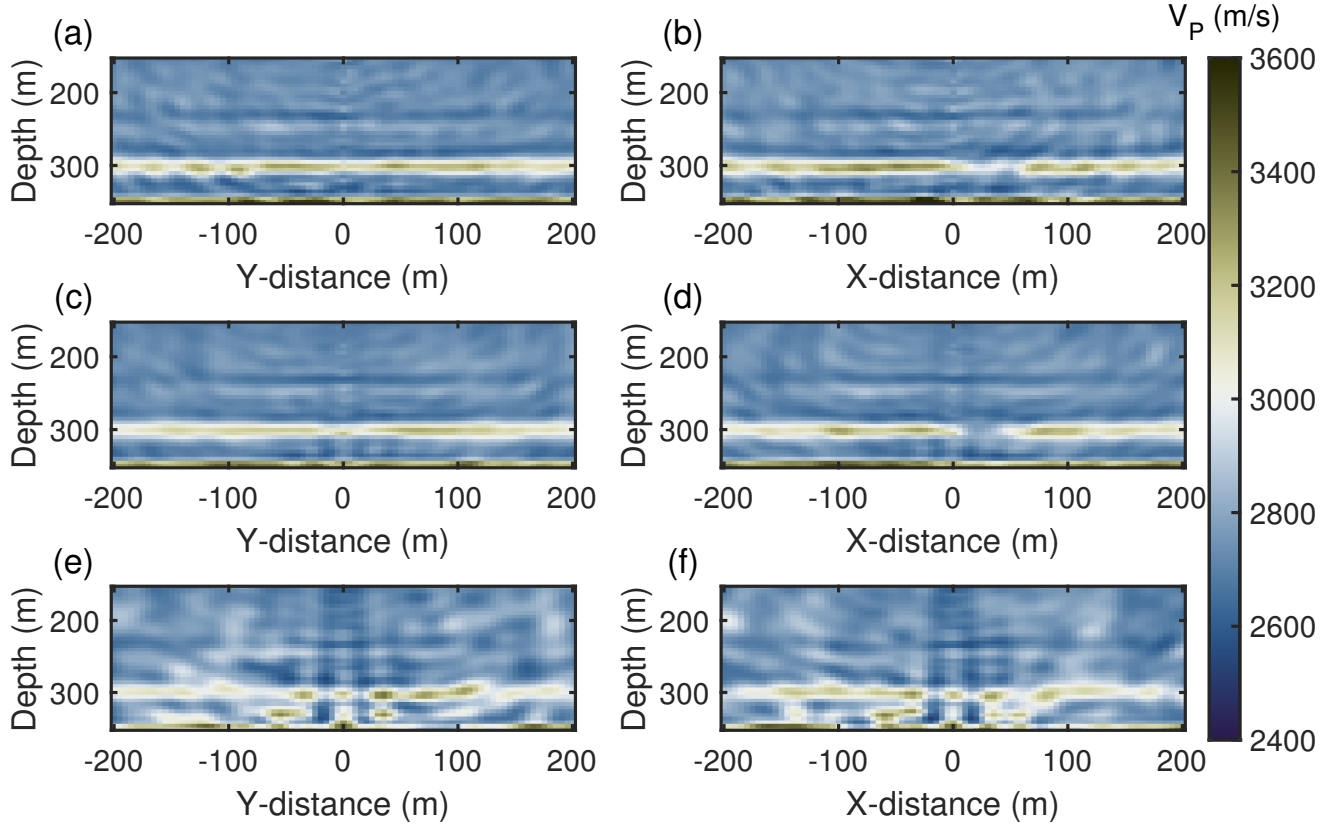 (a)
Depth (m)
200
300
-200 -100 0 100 200
Y-distance (m)
(b)
Depth (m)
200
300
-200 -100 0 100 200
X-distance (m)
(c)
Depth (m)
200
300
-200 -100 0 100 200
Y-distance (m)
(d)
Depth (m)
200
300
-200 -100 0 100 200
X-distance (m)
(e)
Depth (m)
200
300
-200 -100 0 100 200
Y-distance (m)
(f)
Depth (m)
200
300
-200 -100 0 100 200
X-distance (m)
V_P (m/s)
3600
3400
3200
3000
2800
2600
2400